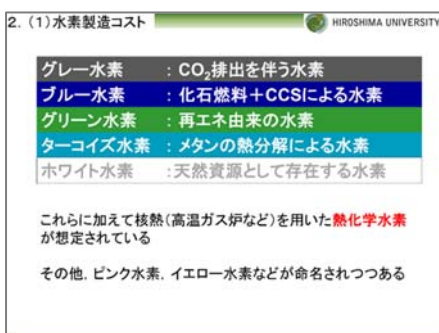 2. (1)水素製造コスト
HIROSHIMA UNIVERSITY
グレー水素 : CO₂排出を伴う水素
ブルー水素 : 化石燃料+CCSによる水素
グリーン水素 : 再エネ由来の水素
ターコイズ水素 : メタンの熱分解による水素
ホワイト水素 : 天然資源として存在する水素
これらに加えて核熱(高温ガス炉など)を用いた熱化学水素
が想定されている
その他, ピンク水素, イエロー水素などが命名されつつある